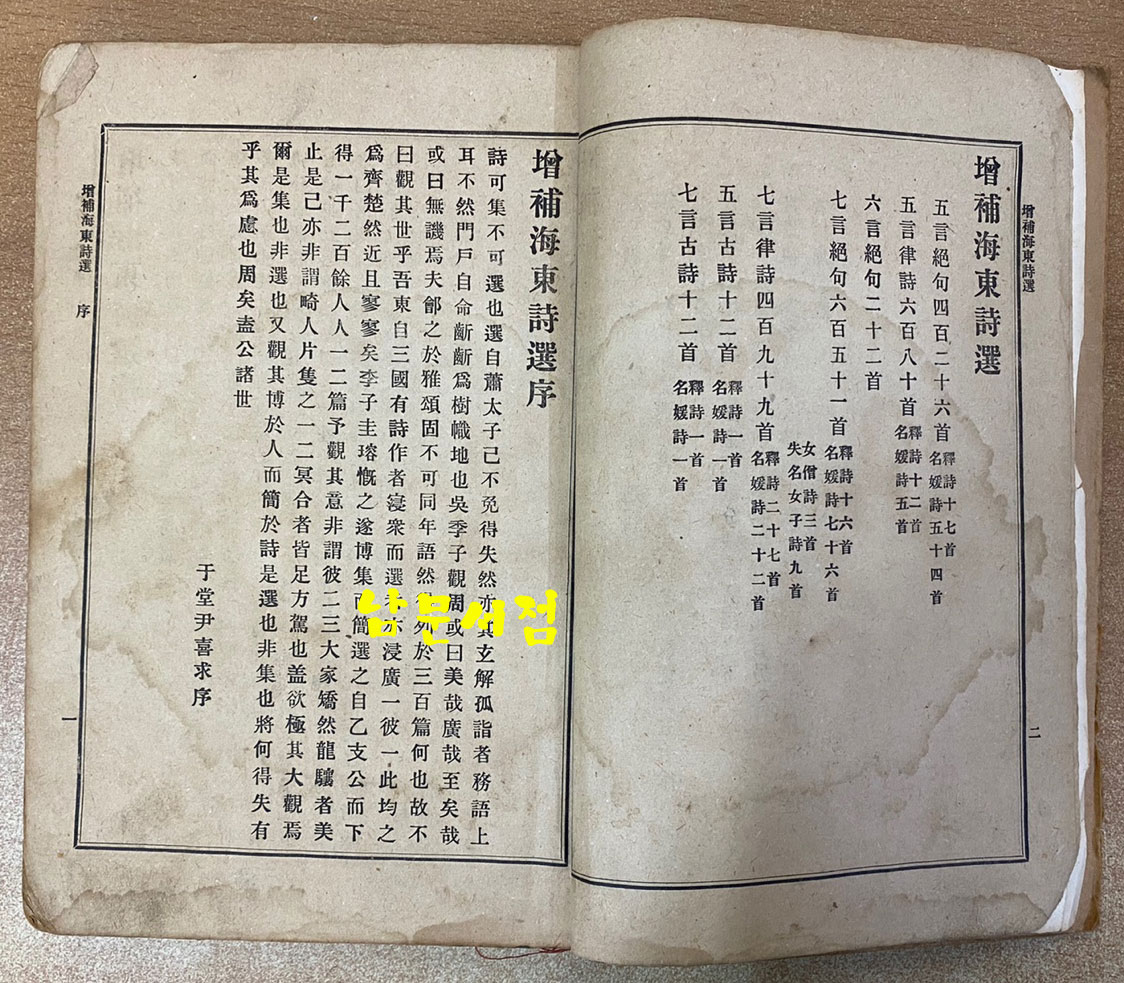 增補海東詩選
二
增補海東詩選
五言絕句四百二十六首 釋詩十七首 名媛詩五十四首
五言律詩六百八十首 釋詩十二首 名媛詩五首
六言絕句二十二首
七言絕句六百五十一首 釋詩十六首 名媛詩七十六首
女僧詩三首 失名女子詩九首
七言律詩四百九十九首 釋詩二十七首 名媛詩二十二首
五言古詩十二首 釋詩一首 名媛詩一首
七言古詩十二首 釋詩一首 名媛詩一首
增補海東詩選序
詩可集不可選也選自蕭太子己不免得失然亦其玄解孤詣者務語上
耳不然門戶自命齗齗爲樹幟地也吳季子觀周或曰美哉廣哉至矣哉
或曰無譏焉夫鄶之於雅頌固不可同年語然列於三百篇何也故不
曰觀其世乎吾東自三國有詩作者寖衆而選亦浸廣一彼一此均之
爲齊楚然近且寥寥矣李子圭瑢慨之遂博集而簡選之自乙支公而下
得一千二百餘人人一二篇予觀其意非謂彼二三大家矯然龍驤者美
止是己亦非謂畸人片隻之一二冥合者皆足方駕也盖欲極其大觀焉
爾是集也非選也又觀其博於人而簡於詩是選也非集也將何得失有
乎其爲慮也周矣盍公諸世
于堂尹喜求序
增補海東詩選 序
一
남문서점